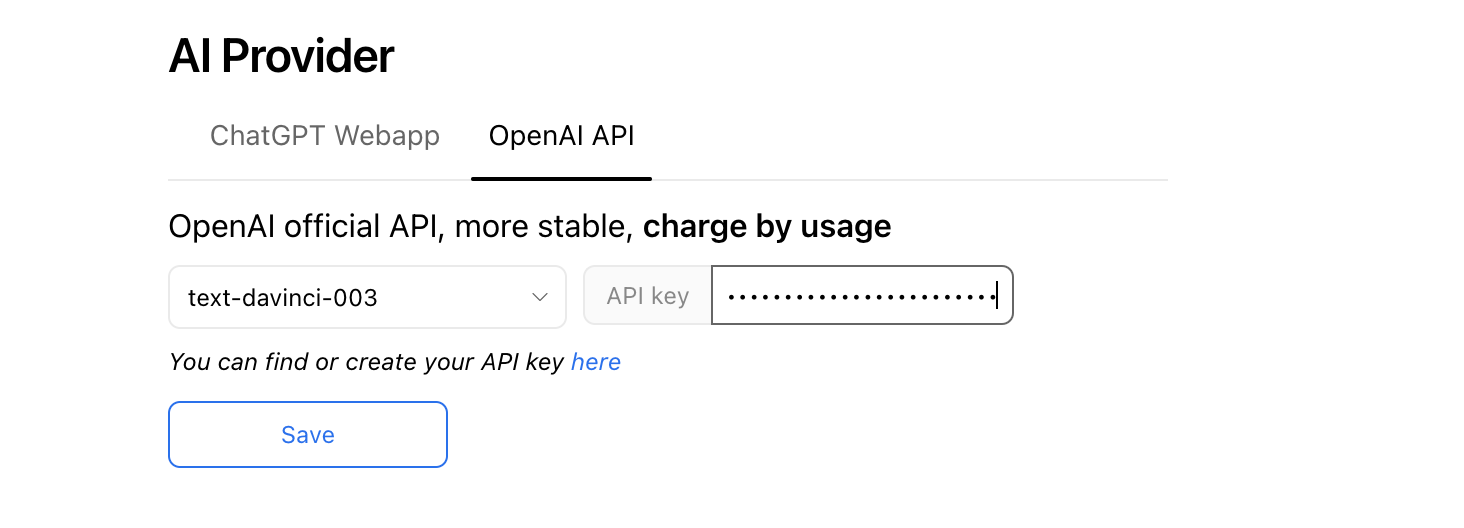 AI Provider
ChatGPT Webapp OpenAI API
OpenAI official API, more stable, charge by usage
text-davinci-003 API key ••••••••••••••••••••••••
You can find or create your API key here
Save